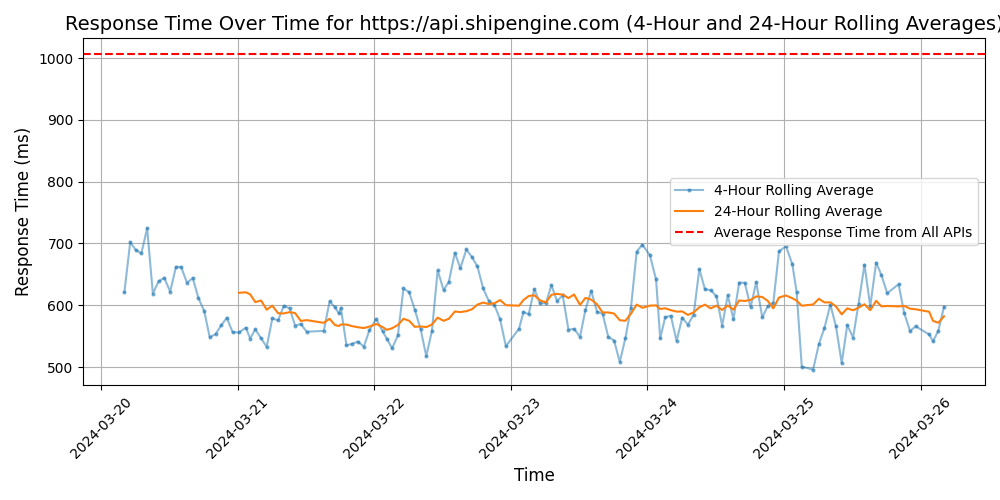 Response Time Over Time for https://api.shipengine.com (4-Hour and 24-Hour Rolling Averages)
Response Time (ms)
1000
900
800
700
600
500
4-Hour Rolling Average
24-Hour Rolling Average
Average Response Time from All APIs
2024-03-20
2024-03-21
2024-03-22
2024-03-23
2024-03-24
2024-03-25
2024-03-26
Time